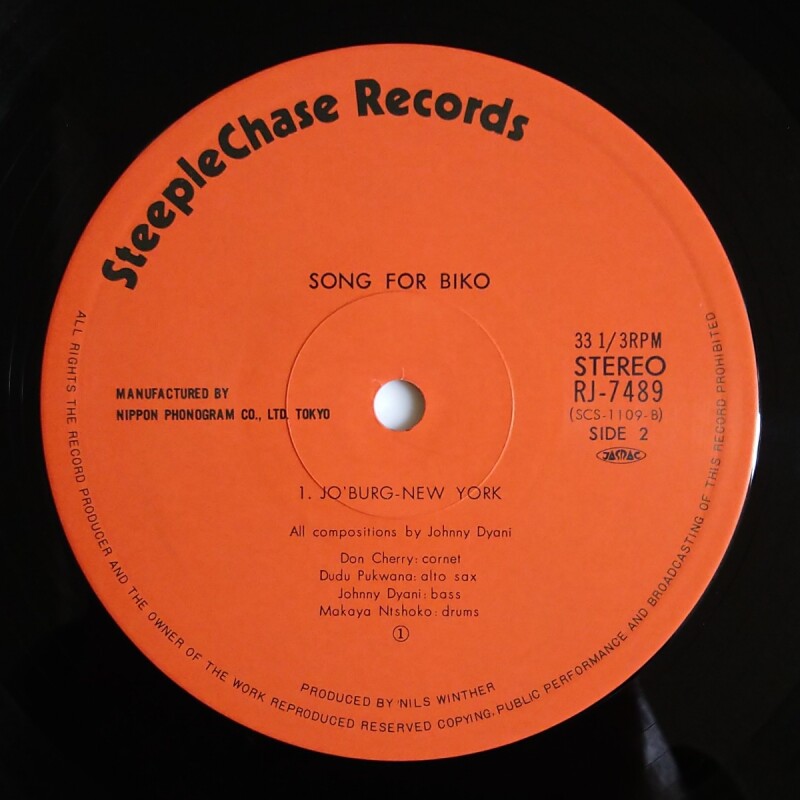 SteepleChase Records
SONG FOR BIKO
33 1/3RPM
STEREO
RJ-7489
(SCS-1109-B)
SIDE 2
JASRAC
MANUFACTURED BY
NIPPON PHONOGRAM CO., LTD. TOKYO
1. JO'BURG-NEW YORK
All compositions by Johnny Dyani
Don Cherry: cornet
Dudu Pukwana: alto sax
Johnny Dyani: bass
Makaya Ntshoko: drums
①
PRODUCED BY NILS WINTHER
ALL RIGHTS THE RECORD PRODUCER AND THE OWNER OF THE WORK REPRODUCED RESERVED COPYING, PUBLIC PERFORMANCE AND BROADCASTING OF THIS RECORD PROHIBITED